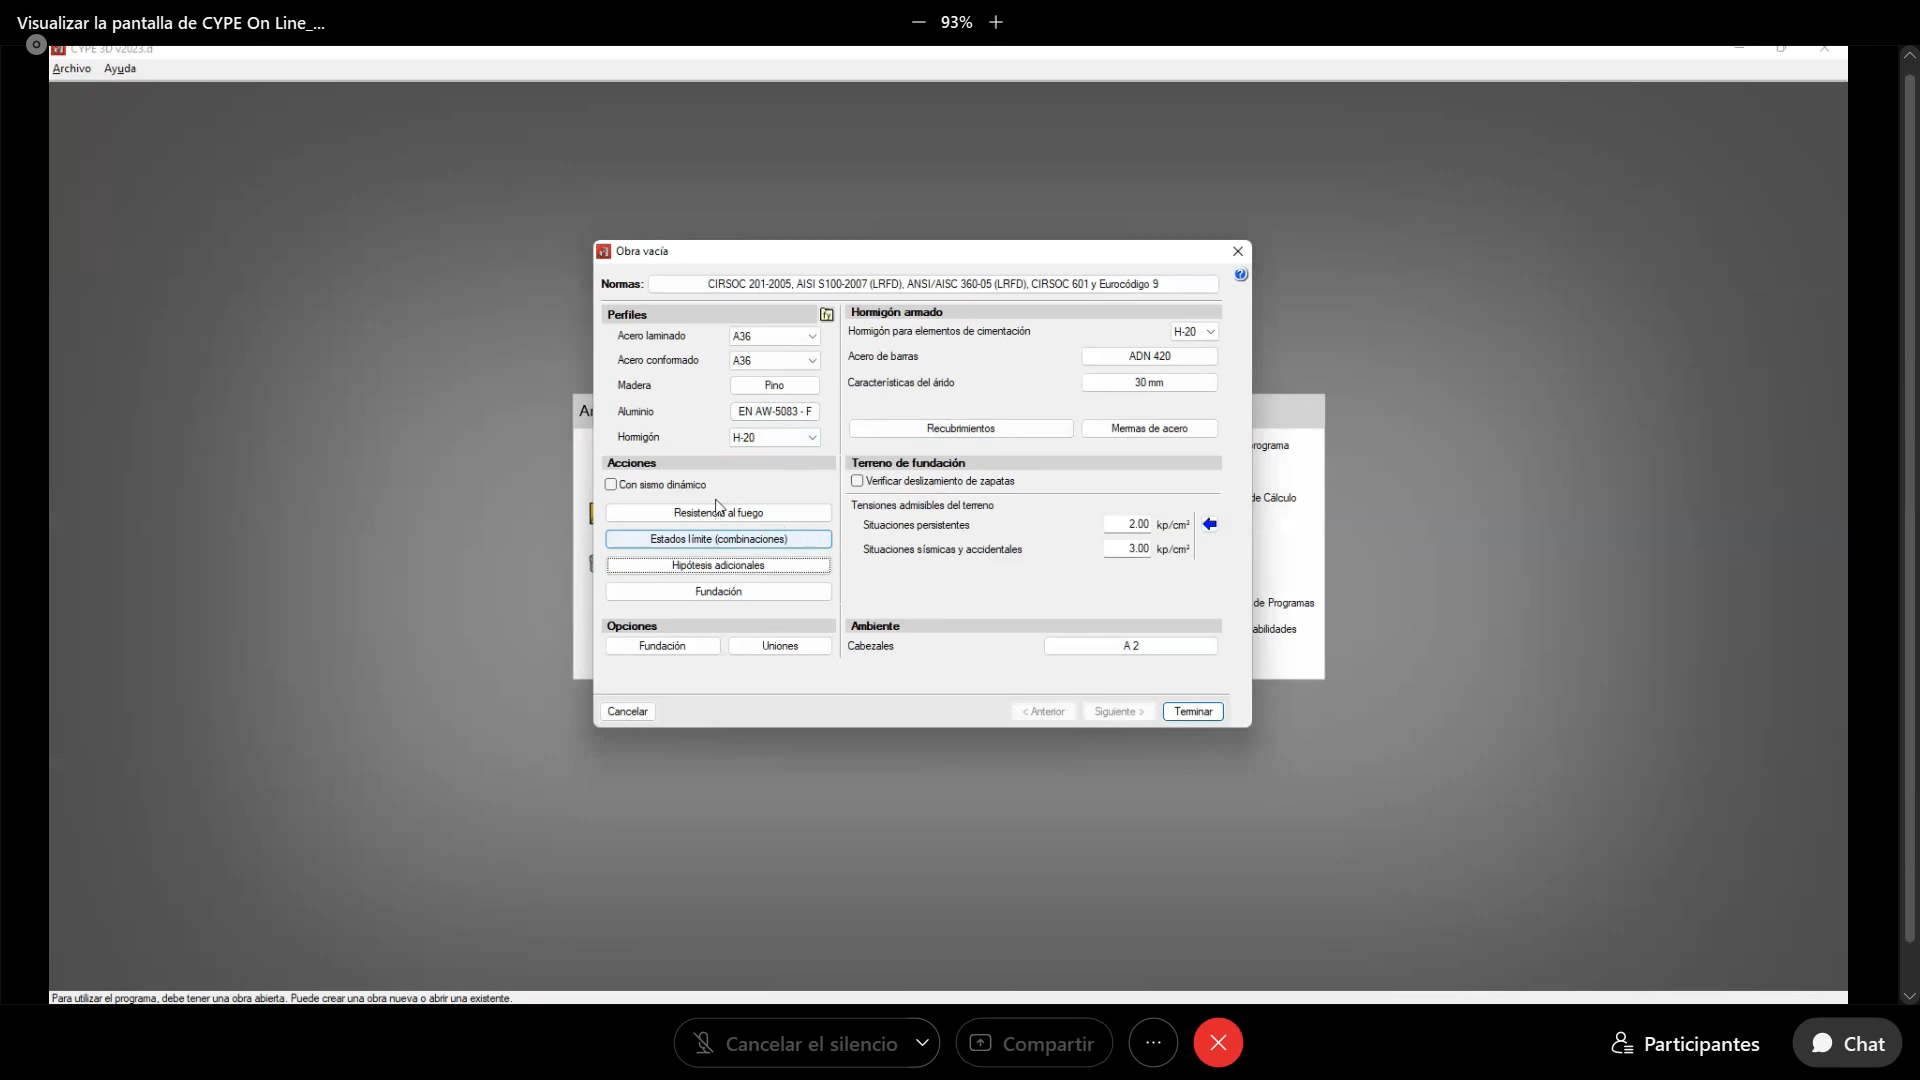 Visualizar la pantalla de CYPE On Line_...
93%
CYPE 3D v2023.d
Archivo Ayuda
Obra vacía
Normas: CIRSOC 201-2005, AISI S100-2007 (LRFD), ANSI/AISC 360-05 (LRFD), CIRSOC 601 y Eurocódigo 9
Perfiles
Acero laminado A36
Acero conformado A36
Madera Pino
Aluminio EN AW-5083 - F
Hormigón H-20
Acciones
Con sismo dinámico
Resistencia al fuego
Estados límite (combinaciones)
Hipótesis adicionales
Fundación
Opciones
Fundación Uniones
Hormigón armado
Hormigón para elementos de cimentación H-20
Acero de barras ADN 420
Características del árido 30 mm
Recubrimientos Mermas de acero
Terreno de fundación
Verificar deslizamiento de zapatas
Tensiones admisibles del terreno
Situaciones persistentes 2.00 kp/cm²
Situaciones sísmicas y accidentales 3.00 kp/cm²
Ambiente
Cabezales A 2
Cancelar < Anterior Siguiente > Terminar
rograma
de Cálculo
de Programas
abilidades
Para utilizar el programa, debe tener una obra abierta. Puede crear una obra nueva o abrir una existente.
Cancelar el silencio Compartir Participantes Chat